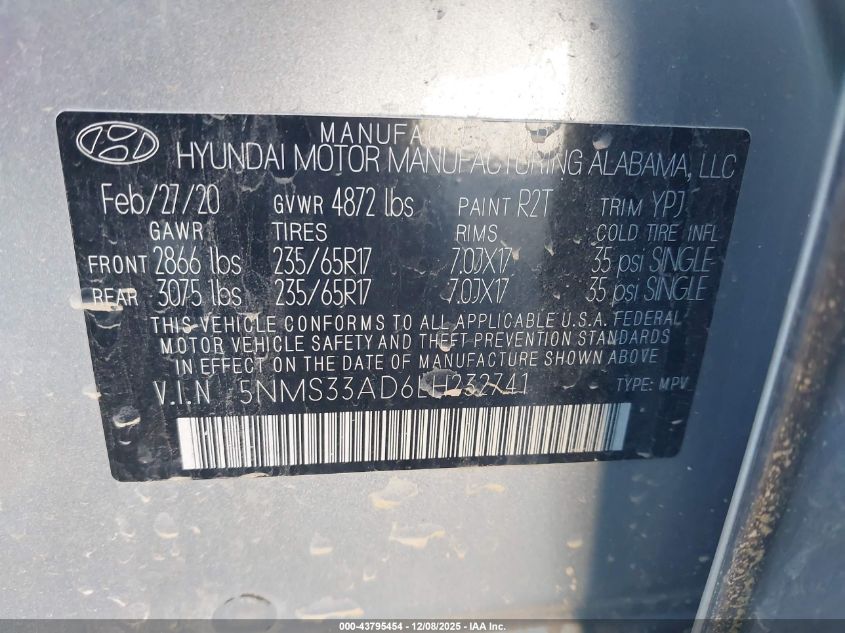 MANUFAC
HYUNDAI MOTOR MANUFACTURING ALABAMA, LLC
Feb/27/20 GVWR 4872 lbs PAINT R2T TRIM YPJ
GAWR TIRES RIMS COLD TIRE INFL
FRONT 2866 lbs 235/65R17 7.0JX17 35 psi SINGLE
REAR 3075 lbs 235/65R17 7.0JX17 35 psi SINGLE
THIS VEHICLE CONFORMS TO ALL APPLICABLE U.S.A. FEDERAL
MOTOR VEHICLE SAFETY AND THEFT PREVENTION STANDARDS
IN EFFECT ON THE DATE OF MANUFACTURE SHOWN ABOVE
V.I.N 5NMS33AD6LH232741 TYPE: MPV
000-43795454 | 12/08/2025 - IAA Inc.